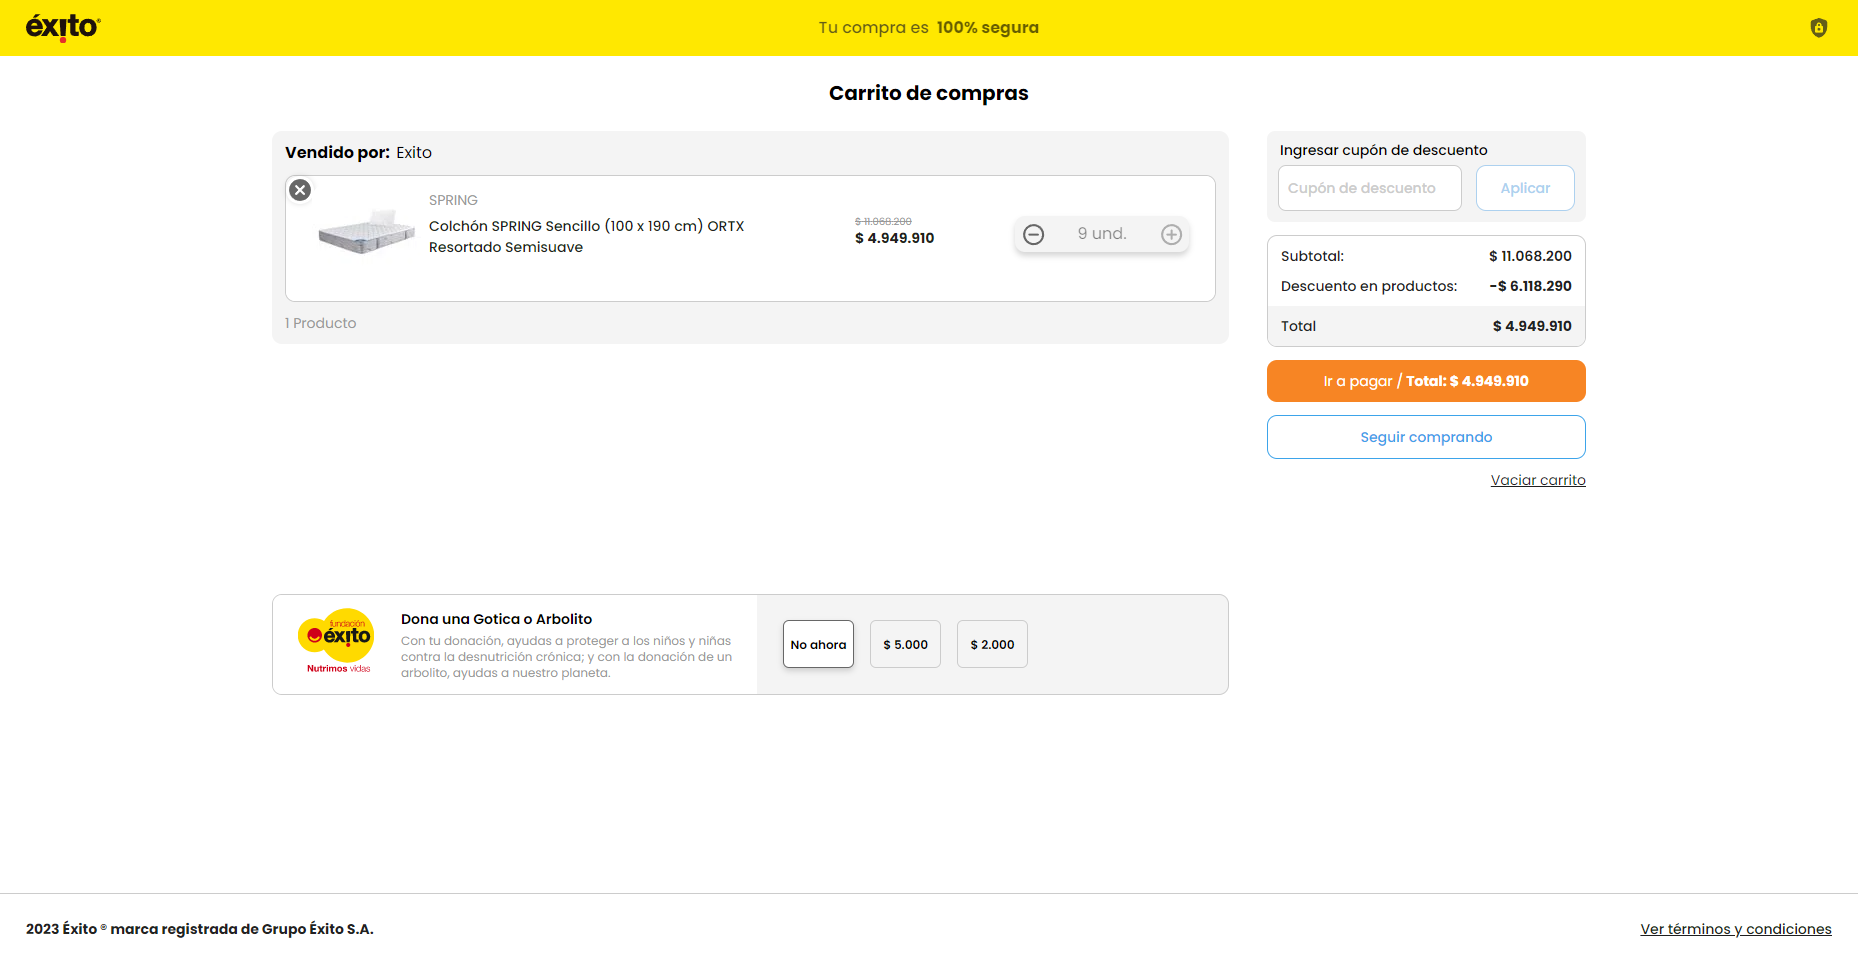 éxito®
Tu compra es 100% segura
Carrito de compras
Vendido por: Exito
SPRING
Colchón SPRING Sencillo (100 x 190 cm) ORTX
Resortado Semisuave
$ 11.068.200
$ 4.949.910
9 und.
1 Producto
Ingresar cupón de descuento
Cupón de descuento
Aplicar
Subtotal: $ 11.068.200
Descuento en productos: -$ 6.118.290
Total $ 4.949.910
Ir a pagar / Total: $ 4.949.910
Seguir comprando
Vaciar carrito
fundación
éxito
Nutrimos vidas
Dona una Gotica o Arbolito
Con tu donación, ayudas a proteger a los niños y niñas
contra la desnutrición crónica; y con la donación de un
arbolito, ayudas a nuestro planeta.
No ahora
$ 5.000
$ 2.000
2023 Éxito ® marca registrada de Grupo Éxito S.A.
Ver términos y condiciones